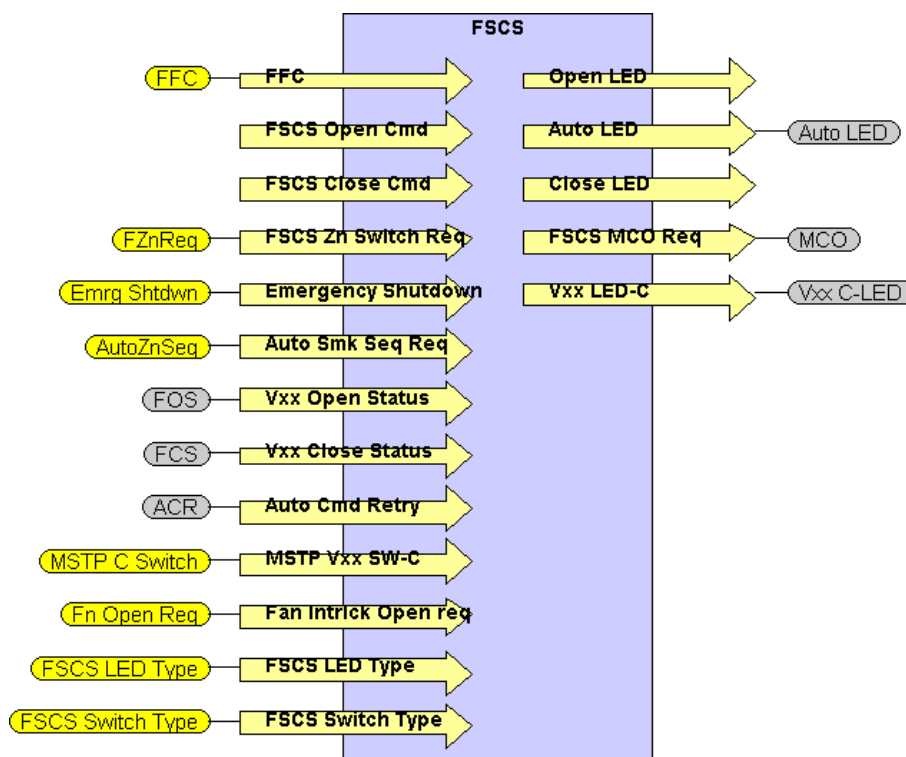 FSCS
FFC
FFC
Open LED
FSCS Open Cmd
Auto LED
Auto LED
FSCS Close Cmd
Close LED
FZnReq
FSCS Zn Switch Req
FSCS MCO Req
MCO
Emrg Shtdwn
Emergency Shutdown
Vxx LED-C
Vxx C-LED
AutoZnSeq
Auto Smk Seq Req
FOS
Vxx Open Status
FCS
Vxx Close Status
ACR
Auto Cmd Retry
MSTP C Switch
MSTP Vxx SW-C
Fn Open Req
Fan Intrick Open req
FSCS LED Type
FSCS LED Type
FSCS Switch Type
FSCS Switch Type